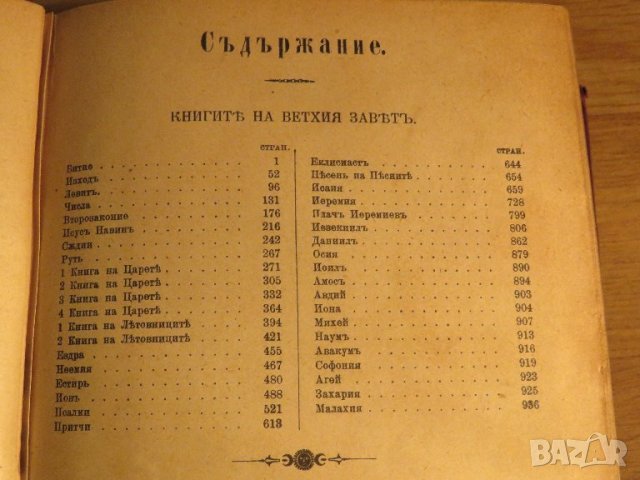 Съдържание.
КНИГИТѢ НА ВЕТХИЯ ЗАВѢТЪ.
СТРАН.
Битие 1
Изходъ 52
Левитъ 96
Числа 131
Второзаконие 176
Исусъ Навинъ 216
Сѫдии 242
Рутъ 267
1 Книга на Царетѣ 271
2 Книга на Царетѣ 305
3 Книга на Царетѣ 332
4 Книга на Царетѣ 364
1 Книга на Лѣтовницитѣ 394
2 Книга на Лѣтовницитѣ 421
Ездра 455
Неемия 467
Естирь 480
Иовъ 488
Псалми 521
Притчи 613
СТРАН.
Еклисиастъ 644
Пѣсень на Пѣснитѣ 654
Исаия 659
Иеремия 728
Плачъ Иеремиевъ 799
Иезекиилъ 806
Даниилъ 862
Осия 879
Иоилъ 890
Амосъ 894
Авдий 903
Иона 904
Михей 907
Наумъ 913
Авакумъ 916
Софония 919
Агей 923
Захария 925
Малахия 936
BAZAR
bg